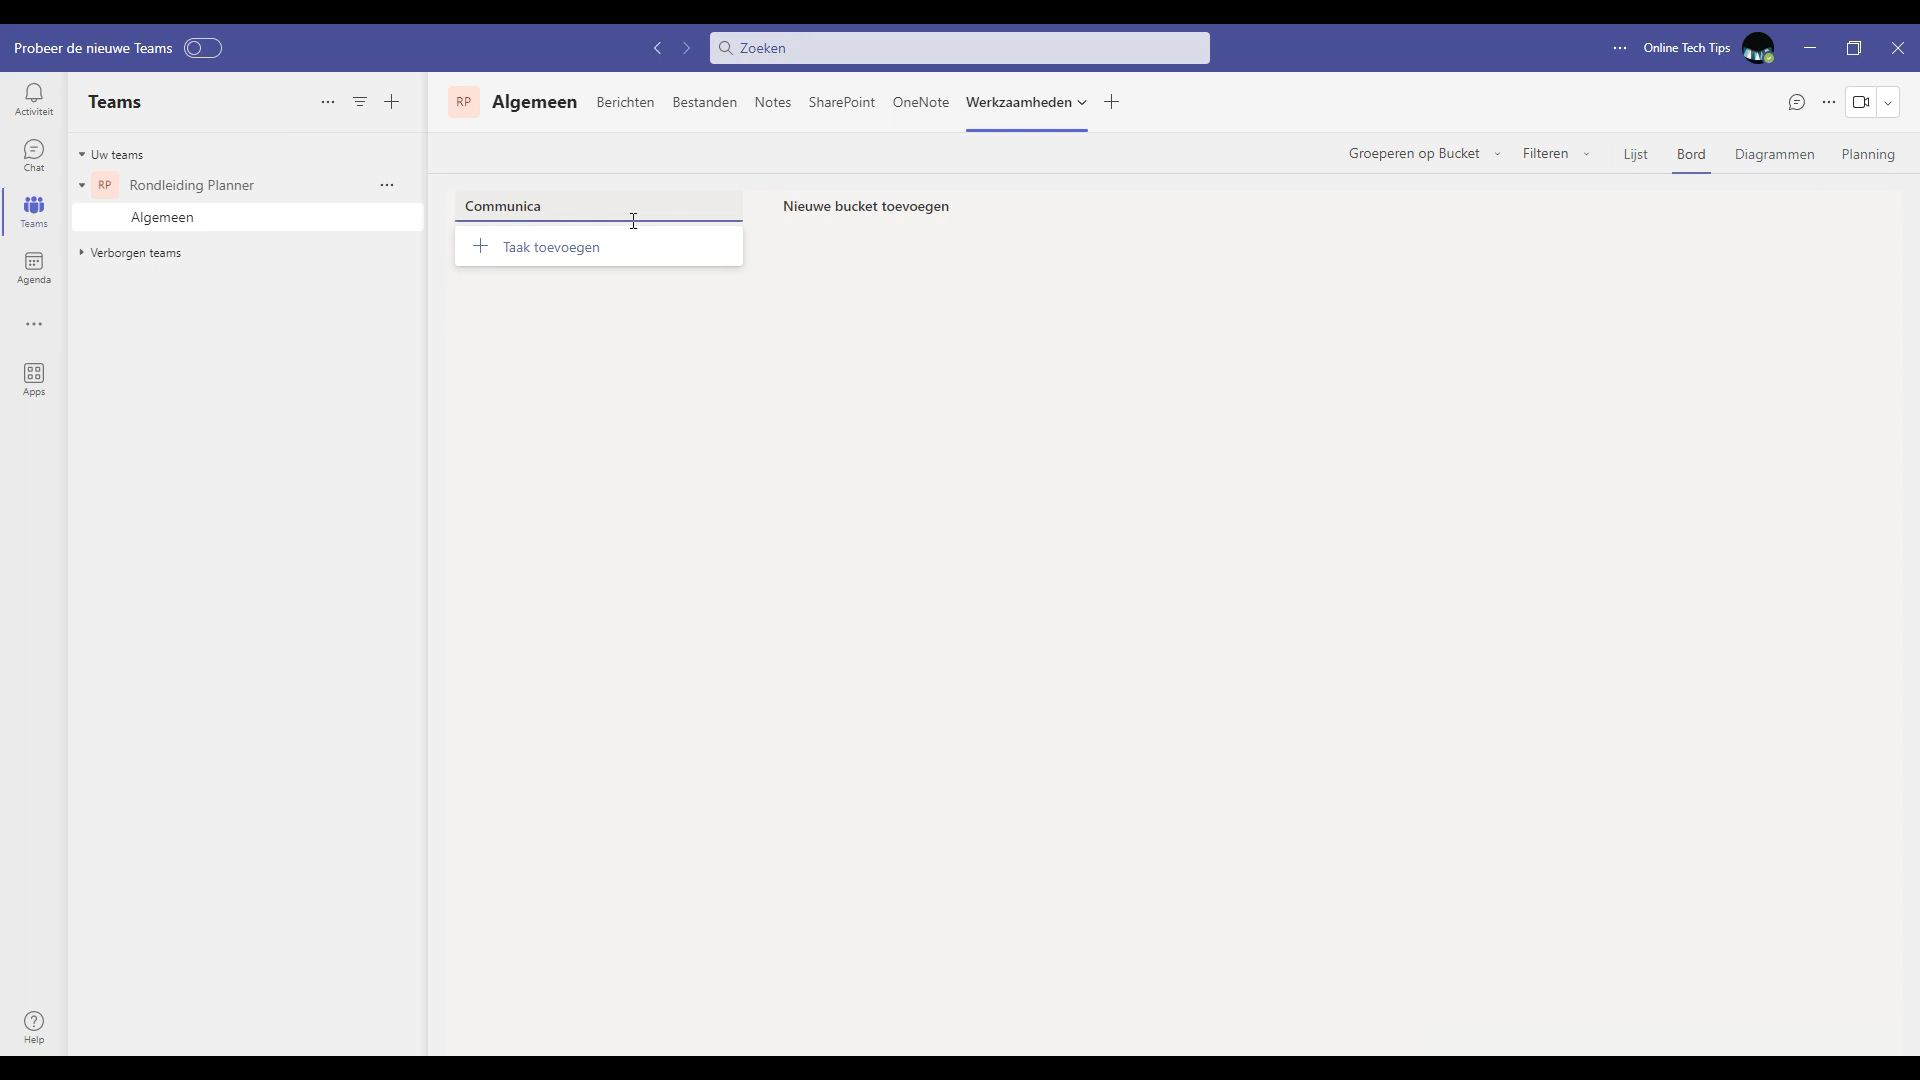 Probeer de nieuwe Teams
Zoeken
Online Tech Tips
Activiteit
Chat
Teams
Agenda
Apps
Help
Teams
Uw teams
RP Rondleiding Planner
Algemeen
Verborgen teams
RP Algemeen Berichten Bestanden Notes SharePoint OneNote Werkzaamheden
Groeperen op Bucket Filteren Lijst Bord Diagrammen Planning
Communica
Taak toevoegen
Nieuwe bucket toevoegen